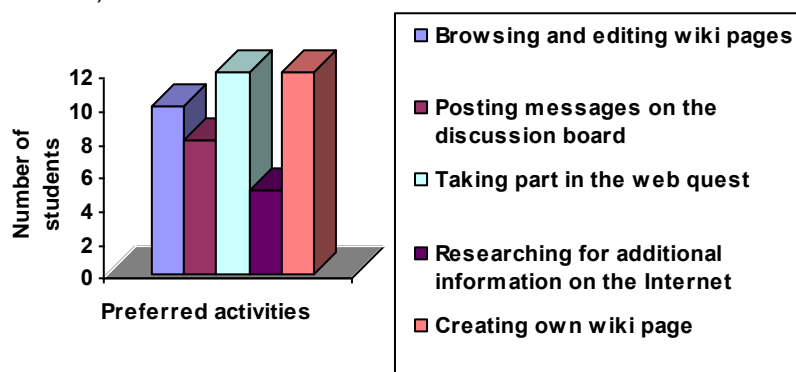 12
10
8
6
4
2
0
Number of
students
Preferred activities
Browsing and editing wiki pages
Posting messages on the
discussion board
Taking part in the web quest
Researching for additional
information on the Internet
Creating own wiki page